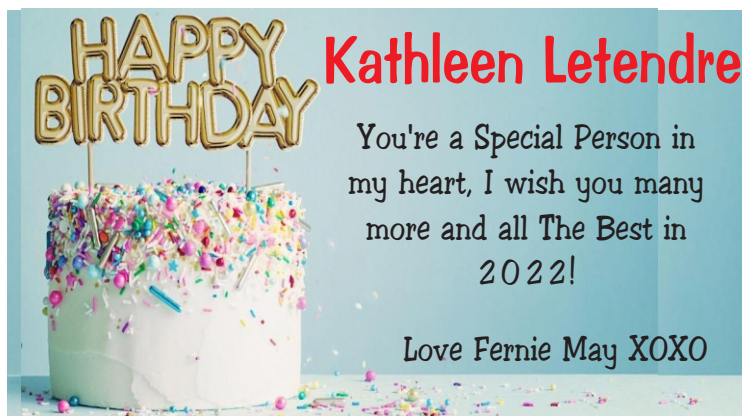 HAPPY
BIRTHDAY
Kathleen Letendre
You're a Special Person in
my heart, I wish you many
more and all The Best in
2022!
Love Fernie May XOXO